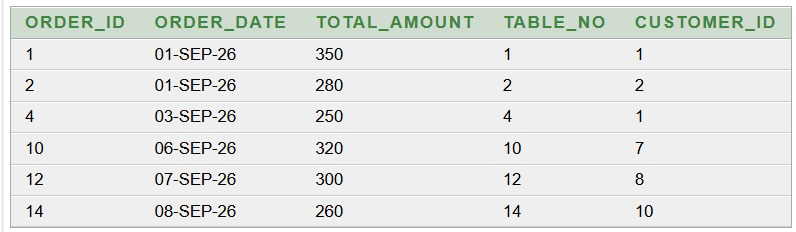 ORDER_ID ORDER_DATE TOTAL_AMOUNT TABLE_NO CUSTOMER_ID
1 01-SEP-26 350 1 1
2 01-SEP-26 280 2 2
4 03-SEP-26 250 4 1
10 06-SEP-26 320 10 7
12 07-SEP-26 300 12 8
14 08-SEP-26 260 14 10